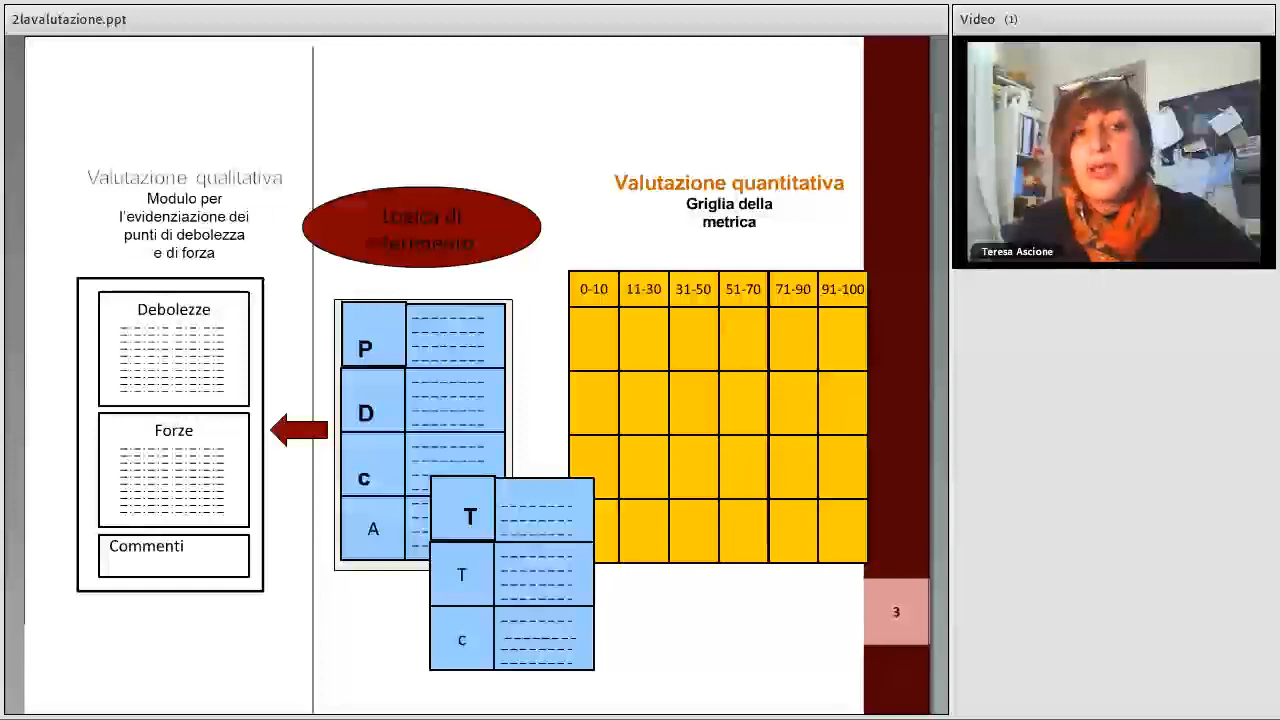 2lavalutazione.ppt
Video (1)
Teresa Ascione
Valutazione qualitativa
Modulo per
l'evidenziazione dei
punti di debolezza
e di forza
Logica di
riferimento
Valutazione quantitativa
Griglia della
metrica
Debolezze
Forze
Commenti
P
D
c
A
T
T
c
0-10 11-30 31-50 51-70 71-90 91-100
3